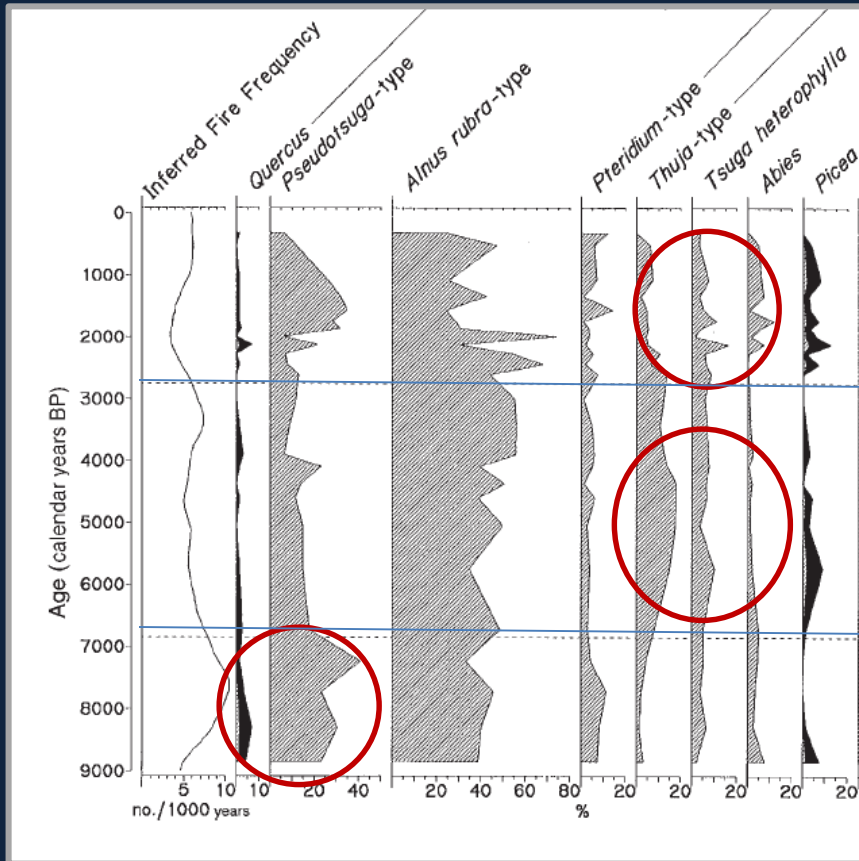 Inferred Fire Frequency
Quercus
Pseudotsuga-type
Alnus rubra-type
Pteridium-type
Thuja-type
Tsuga heterophylla
Abies
Picea
Age (calendar years BP)
0
1000
2000
3000
4000
5000
6000
7000
8000
9000
5 10 10 20 40 20 40 60 80 20 20 20 20 20
no./1000 years %